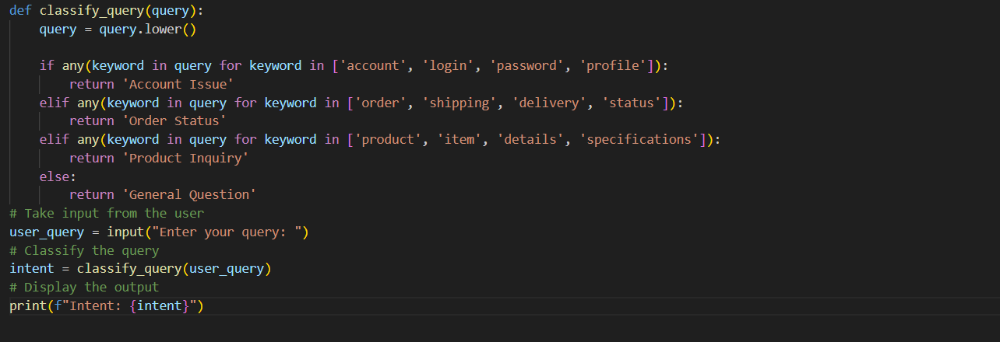 def classify_query(query):
    query = query.lower()

    if any(keyword in query for keyword in ['account', 'login', 'password', 'profile']):
        return 'Account Issue'
    elif any(keyword in query for keyword in ['order', 'shipping', 'delivery', 'status']):
        return 'Order Status'
    elif any(keyword in query for keyword in ['product', 'item', 'details', 'specifications']):
        return 'Product Inquiry'
    else:
        return 'General Question'
# Take input from the user
user_query = input("Enter your query: ")
# Classify the query
intent = classify_query(user_query)
# Display the output
print(f"Intent: {intent}")